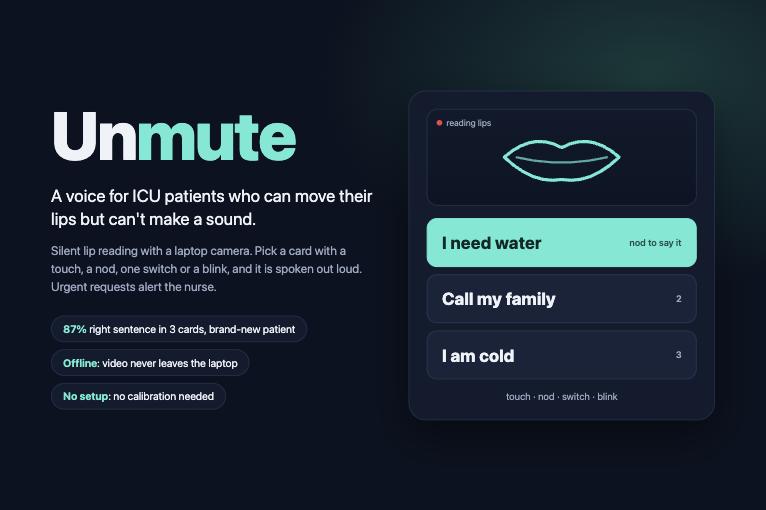 Unmute
A voice for ICU patients who can move their
lips but can't make a sound.
Silent lip reading with a laptop camera. Pick a card with a
touch, a nod, one switch or a blink, and it is spoken out loud.
Urgent requests alert the nurse.
87% right sentence in 3 cards, brand-new patient
Offline: video never leaves the laptop
No setup: no calibration needed
reading lips
I need water
nod to say it
Call my family
2
I am cold
3
touch · nod · switch · blink